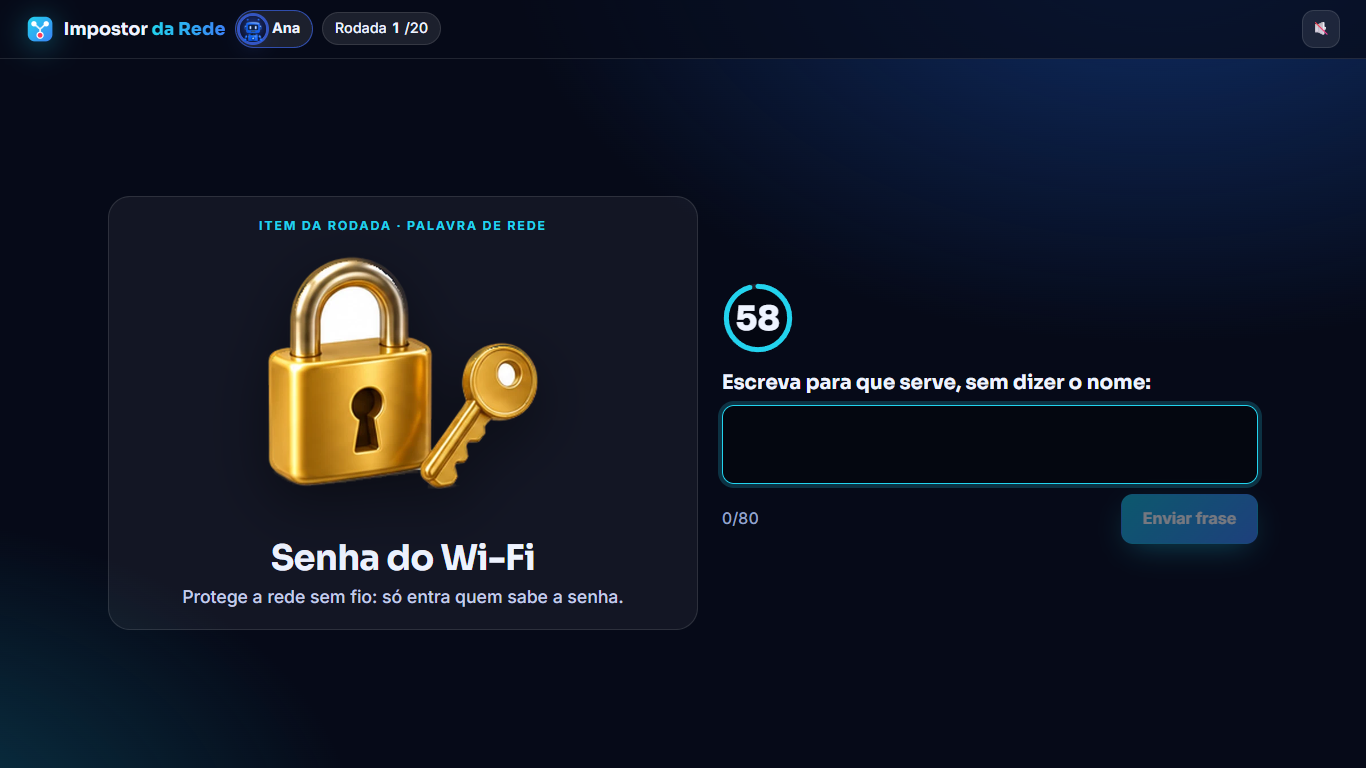 Impostor da Rede
Ana
Rodada 1 /20
ITEM DA RODADA · PALAVRA DE REDE
Senha do Wi-Fi
Protege a rede sem fio: só entra quem sabe a senha.
58
Escreva para que serve, sem dizer o nome:
0/80
Enviar frase